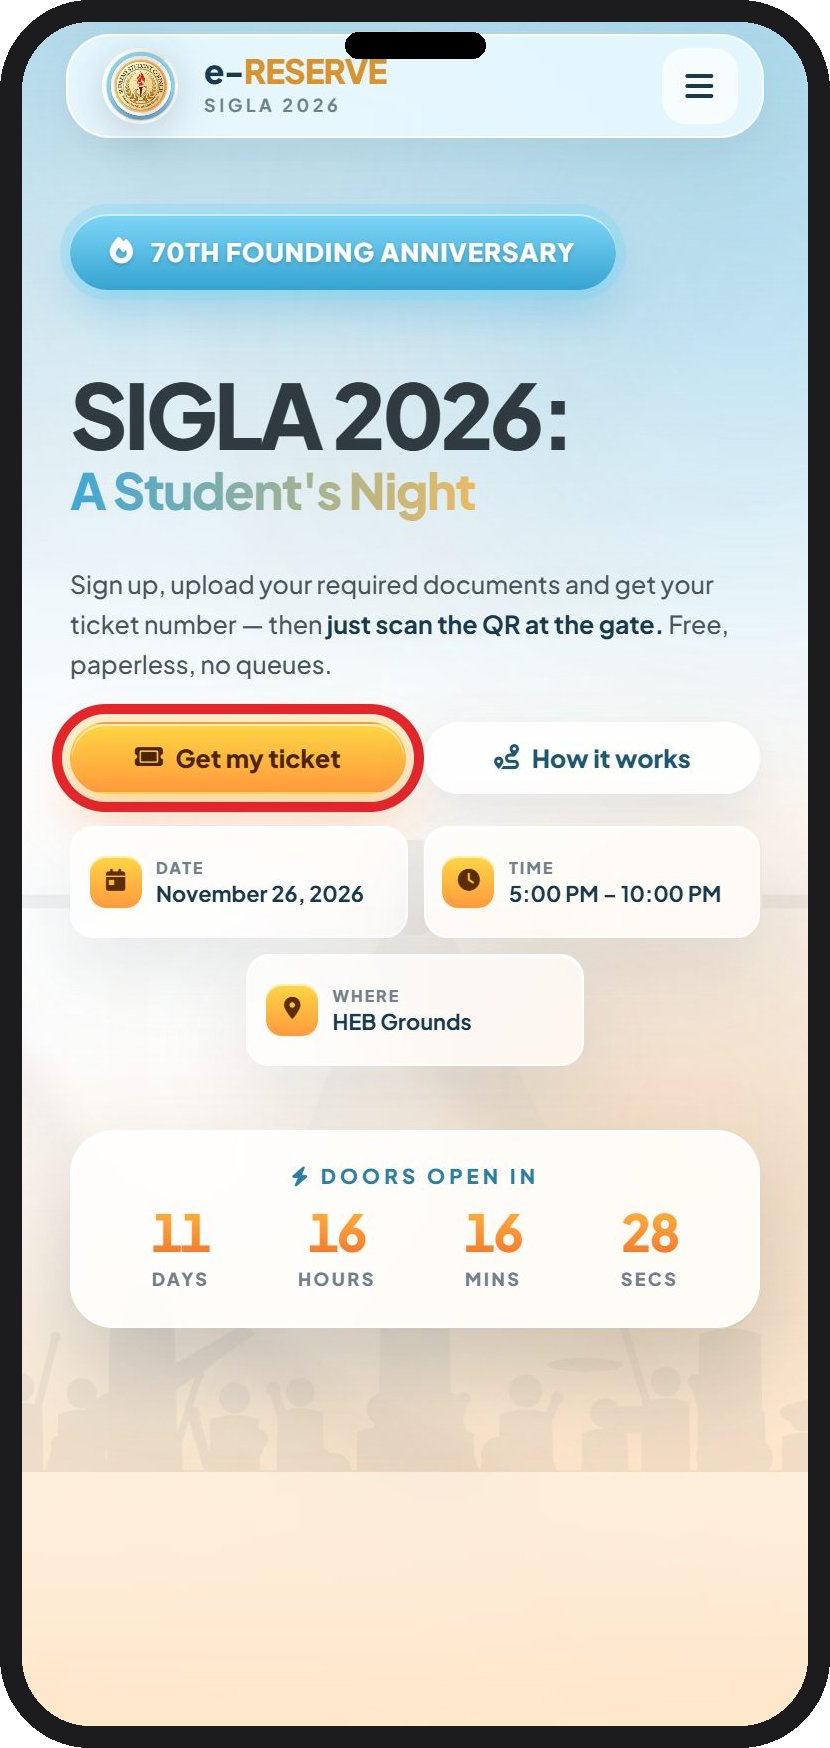 e-RESERVE
SIGLA 2026
70TH FOUNDING ANNIVERSARY
SIGLA 2026:
A Student's Night
Sign up, upload your required documents and get your
ticket number — then just scan the QR at the gate. Free,
paperless, no queues.
Get my ticket
How it works
DATE
November 26, 2026
TIME
5:00 PM – 10:00 PM
WHERE
HEB Grounds
DOORS OPEN IN
11 16 16 28
DAYS HOURS MINS SECS